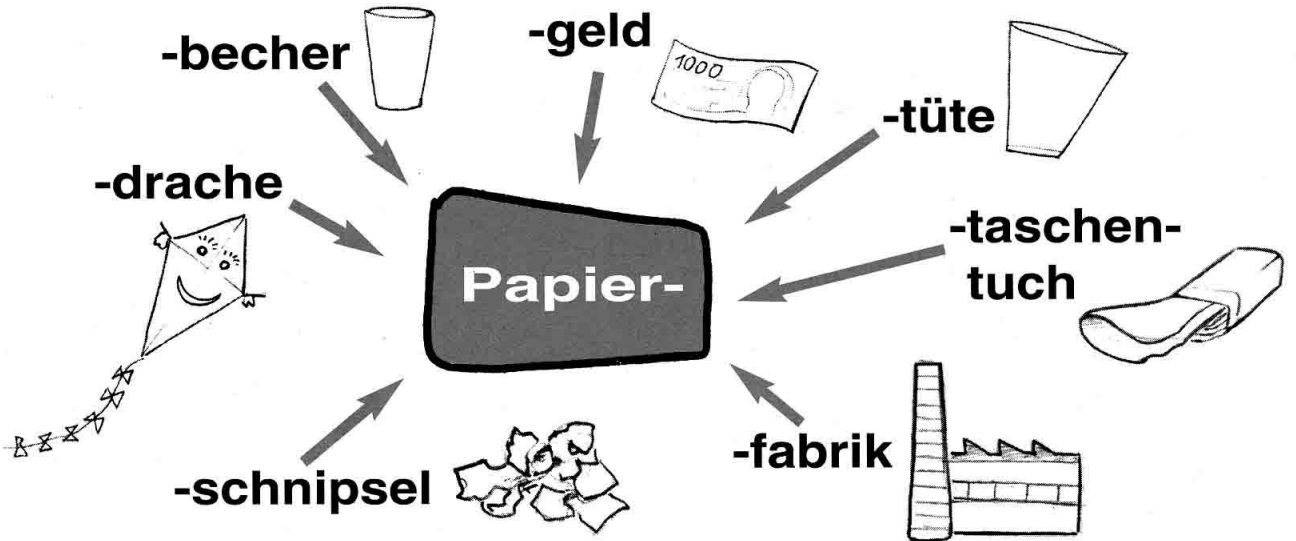 -becher
-geld
1000
-tüte
-drache
-taschen-
tuch
Papier-
-fabrik
-schnipsel